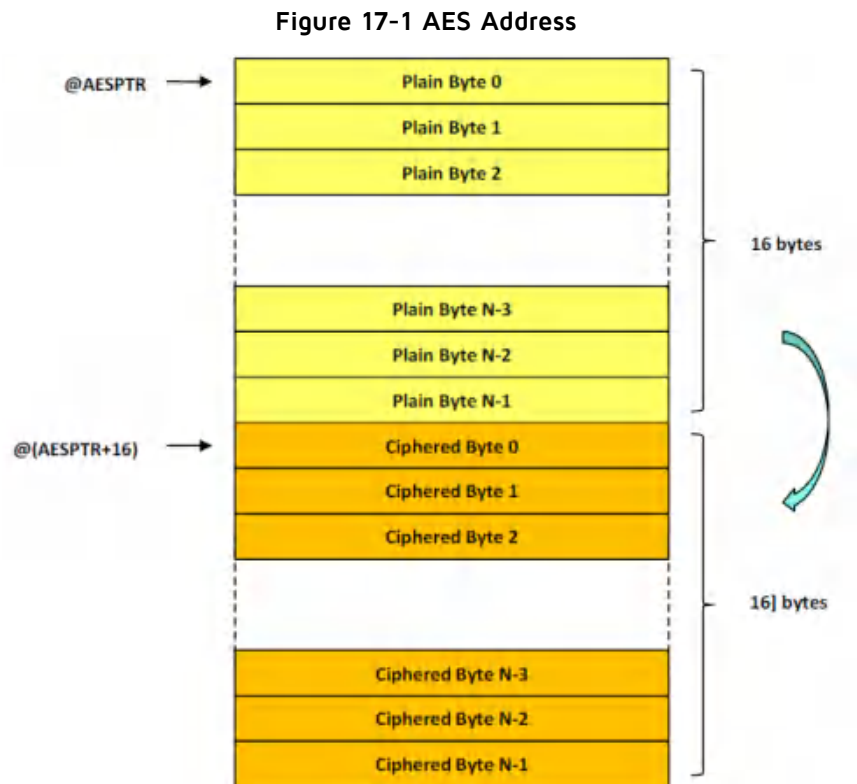 Figure 17-1 AES Address
@AESPTR
Plain Byte 0
Plain Byte 1
Plain Byte 2
16 bytes
Plain Byte N-3
Plain Byte N-2
Plain Byte N-1
@(AESPTR+16)
Ciphered Byte 0
Ciphered Byte 1
Ciphered Byte 2
16] bytes
Ciphered Byte N-3
Ciphered Byte N-2
Ciphered Byte N-1